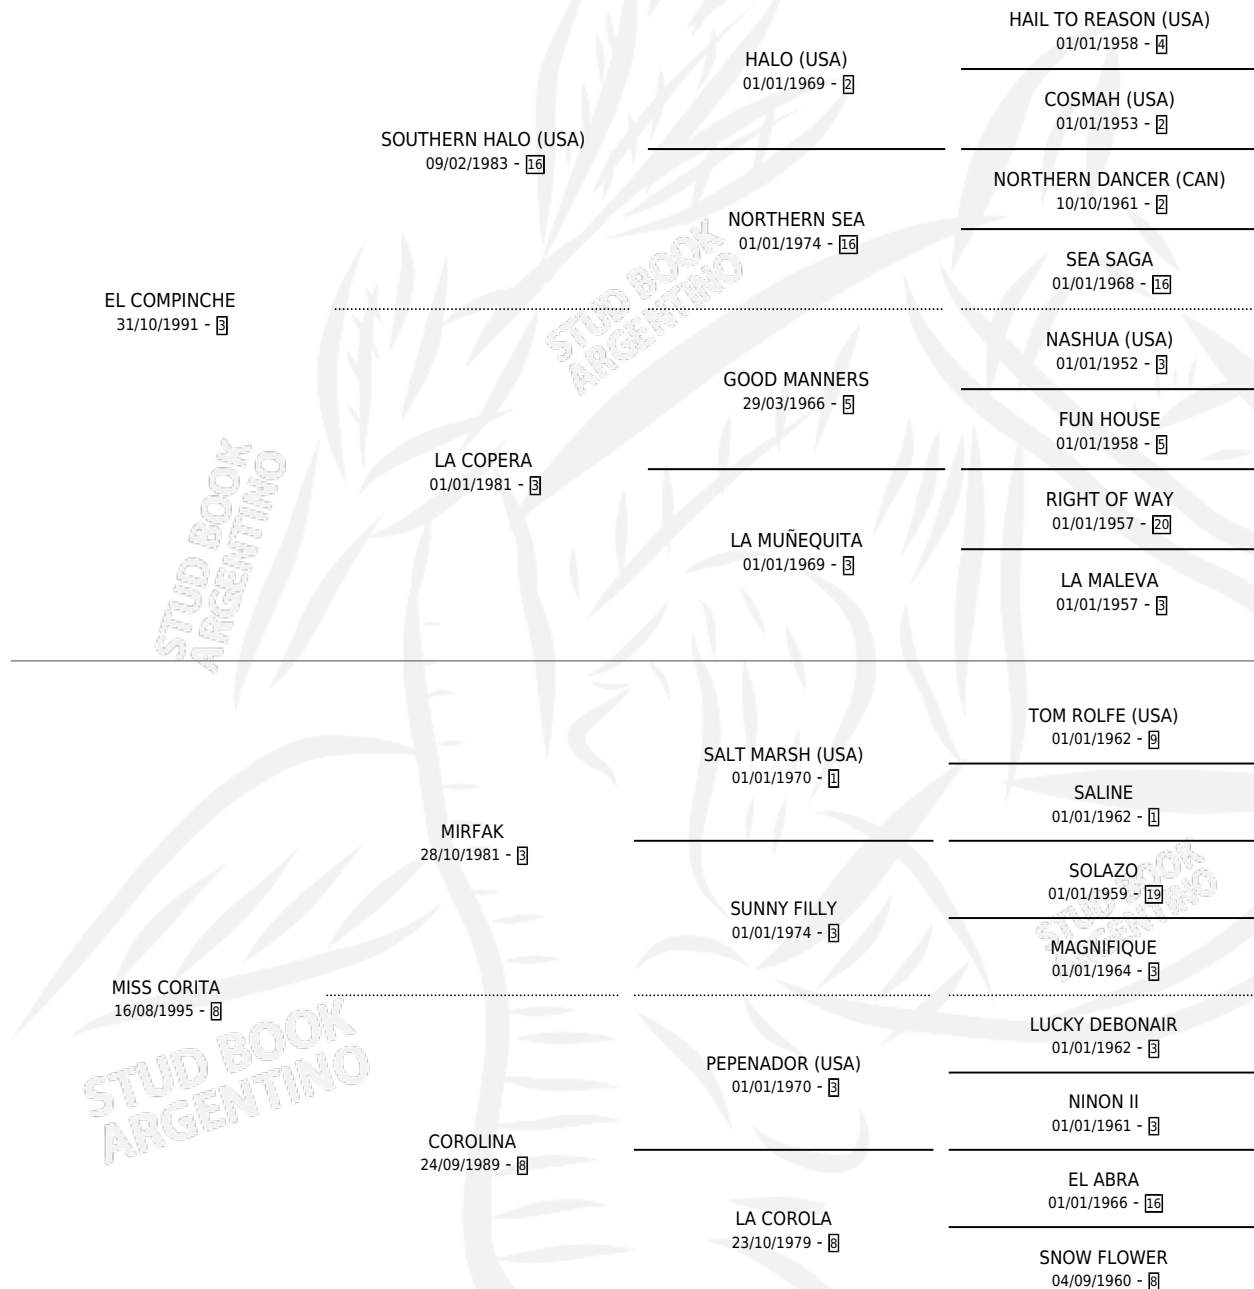 HAIL TO REASON (USA)
01/01/1958 - 4
HALO (USA)
01/01/1969 - 2
COSMAH (USA)
01/01/1953 - 2
SOUTHERN HALO (USA)
09/02/1983 - 16
NORTHERN DANCER (CAN)
10/10/1961 - 2
NORTHERN SEA
01/01/1974 - 16
SEA SAGA
01/01/1968 - 16
EL COMPINCHE
31/10/1991 - 3
STUD BOOK
ARGENTINO
NASHUA (USA)
01/01/1952 - 3
GOOD MANNERS
29/03/1966 - 5
FUN HOUSE
01/01/1958 - 5
LA COPERA
01/01/1981 - 3
RIGHT OF WAY
01/01/1957 - 20
LA MUÑEQUITA
01/01/1969 - 3
LA MALEVA
01/01/1957 - 3
STUD BOOK
ARGENTINO
TOM ROLFE (USA)
01/01/1962 - 9
SALT MARSH (USA)
01/01/1970 - 1
SALINE
01/01/1962 - 1
MIRFAK
28/10/1981 - 3
SOLAZO
01/01/1959 - 19
SUNNY FILLY
01/01/1974 - 3
STUD BOOK
ARGENTINO
MAGNIFIQUE
01/01/1964 - 3
MISS CORITA
16/08/1995 - 8
LUCKY DEBONAIR
01/01/1962 - 3
STUD BOOK
ARGENTINO
PEPENADOR (USA)
01/01/1970 - 3
NINON II
01/01/1961 - 3
COROLINA
24/09/1989 - 8
EL ABRA
01/01/1966 - 16
LA COROLA
23/10/1979 - 8
SNOW FLOWER
04/09/1960 - 8